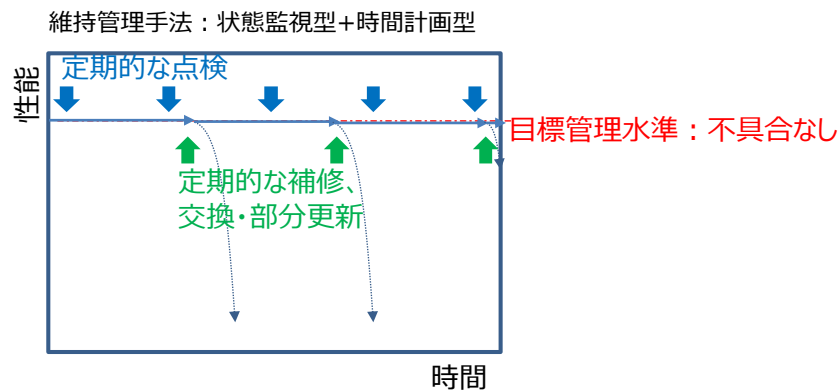 維持管理手法：状態監視型+時間計画型
定期的な点検
性能
目標管理水準：不具合なし
定期的な補修、
交換・部分更新
時間